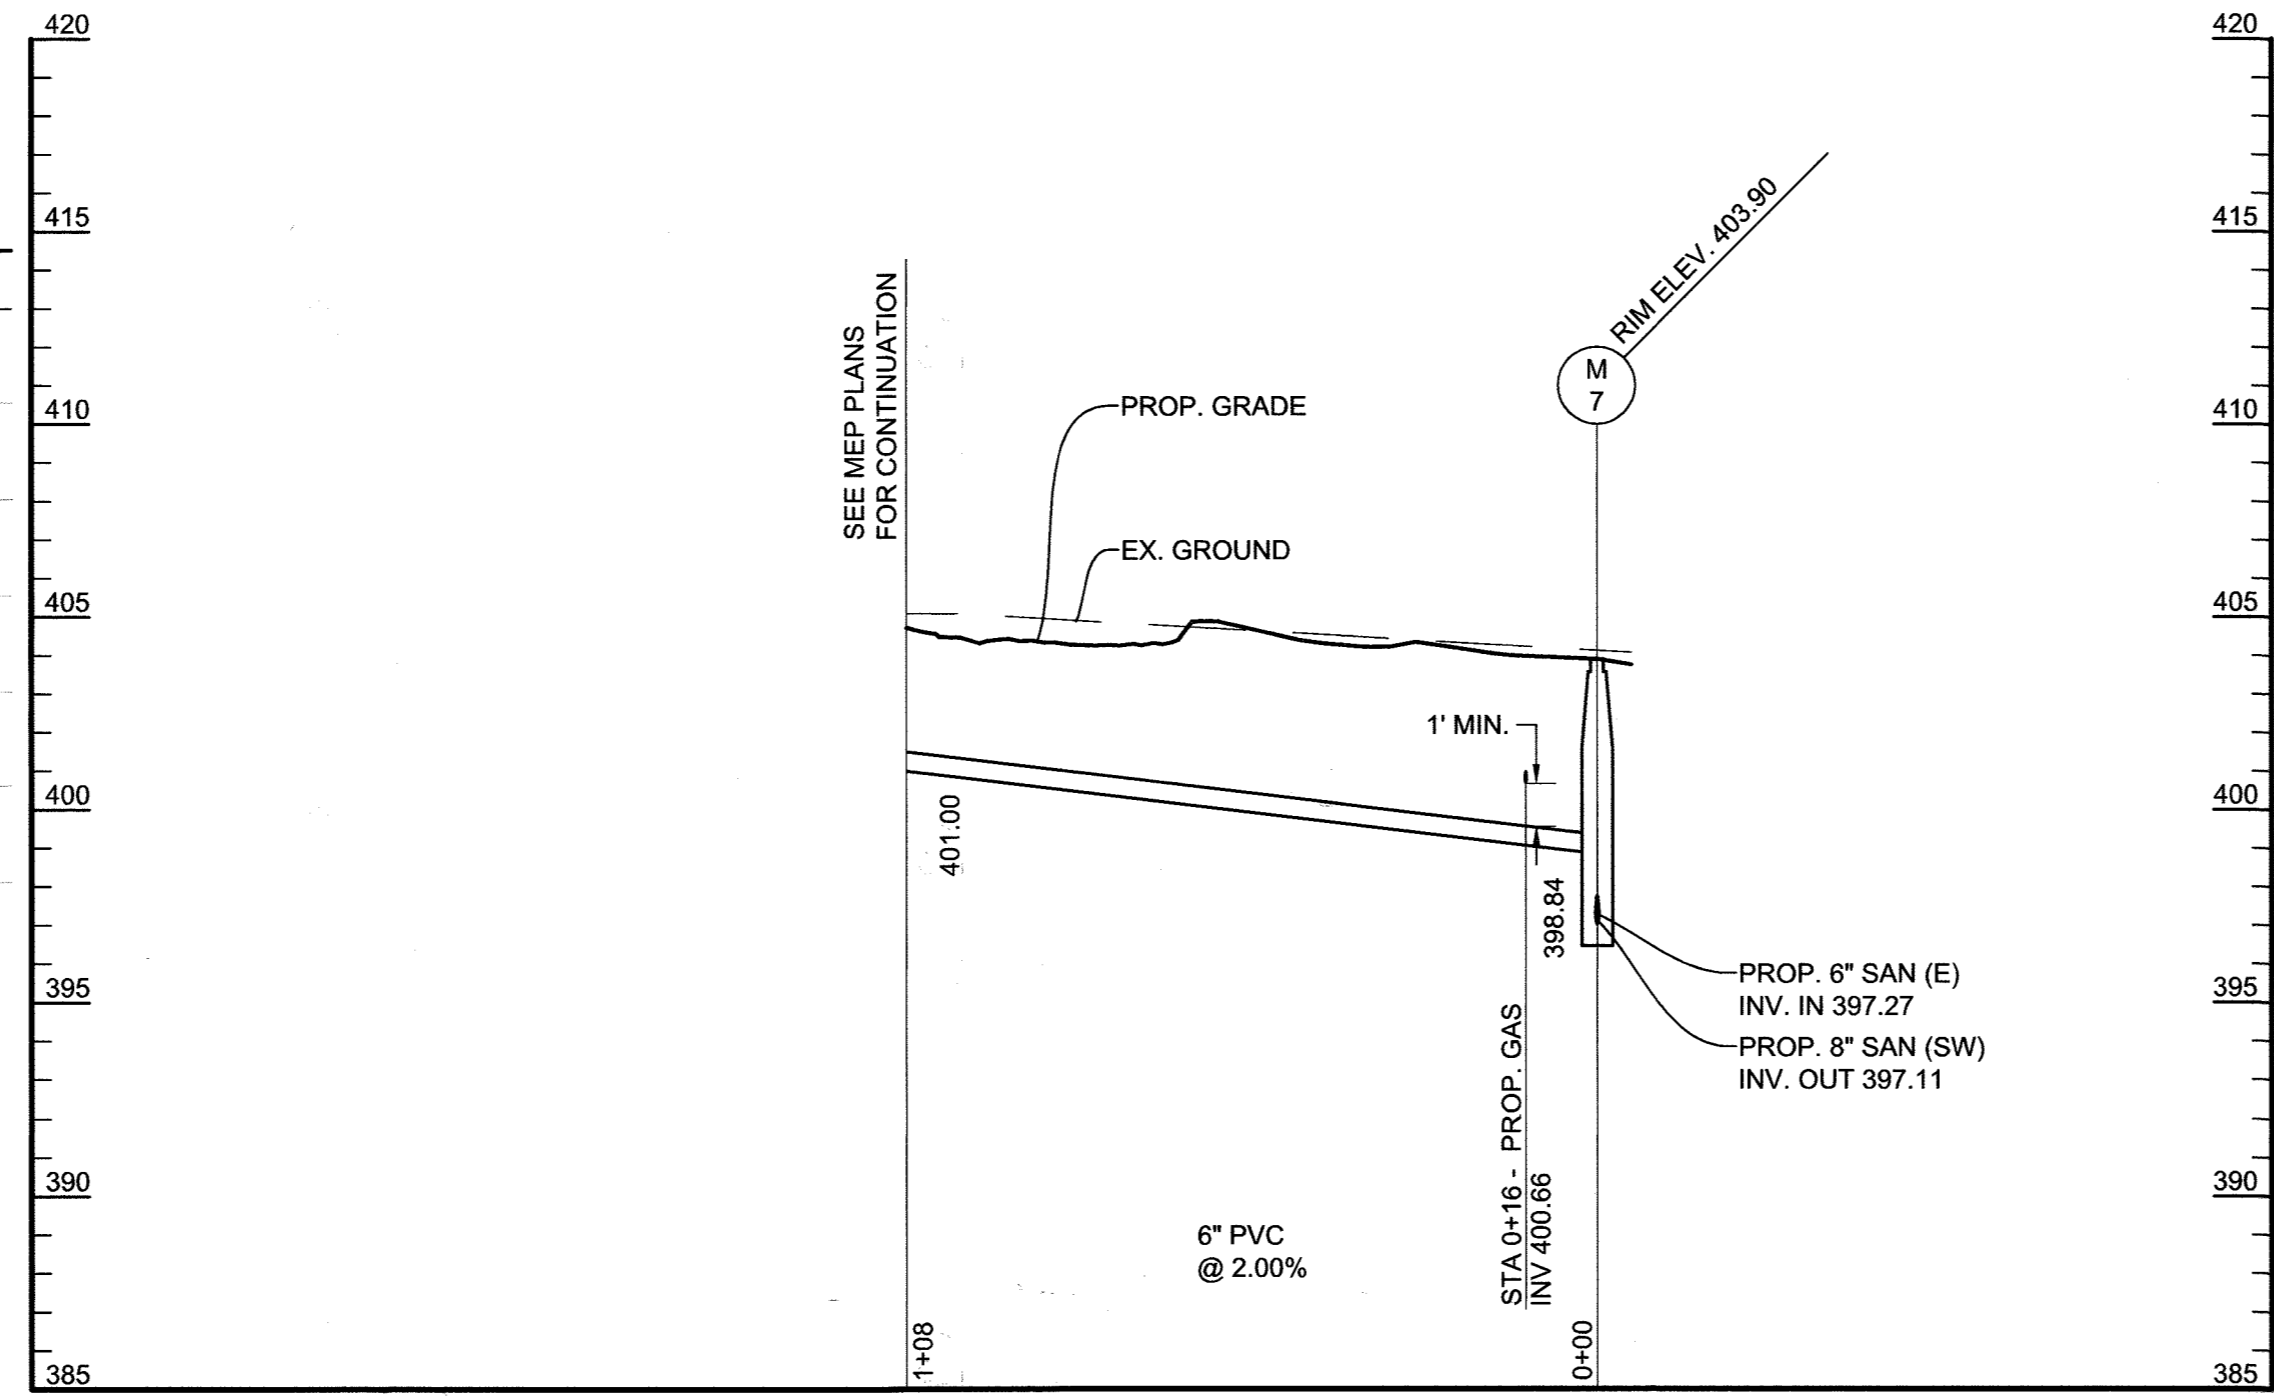 420
420
415
415
410
410
405
405
400
400
395
395
390
390
385
385
SEE MEP PLANS
FOR CONTINUATION
RIM ELEV. 403.90
M
7
PROP. GRADE
EX. GROUND
1' MIN.
401.00
398.84
PROP. 6" SAN (E)
INV. IN 397.27
PROP. 8" SAN (SW)
INV. OUT 397.11
STA 0+16 - PROP. GAS
INV 400.66
6" PVC
@ 2.00%
1+08
0+00